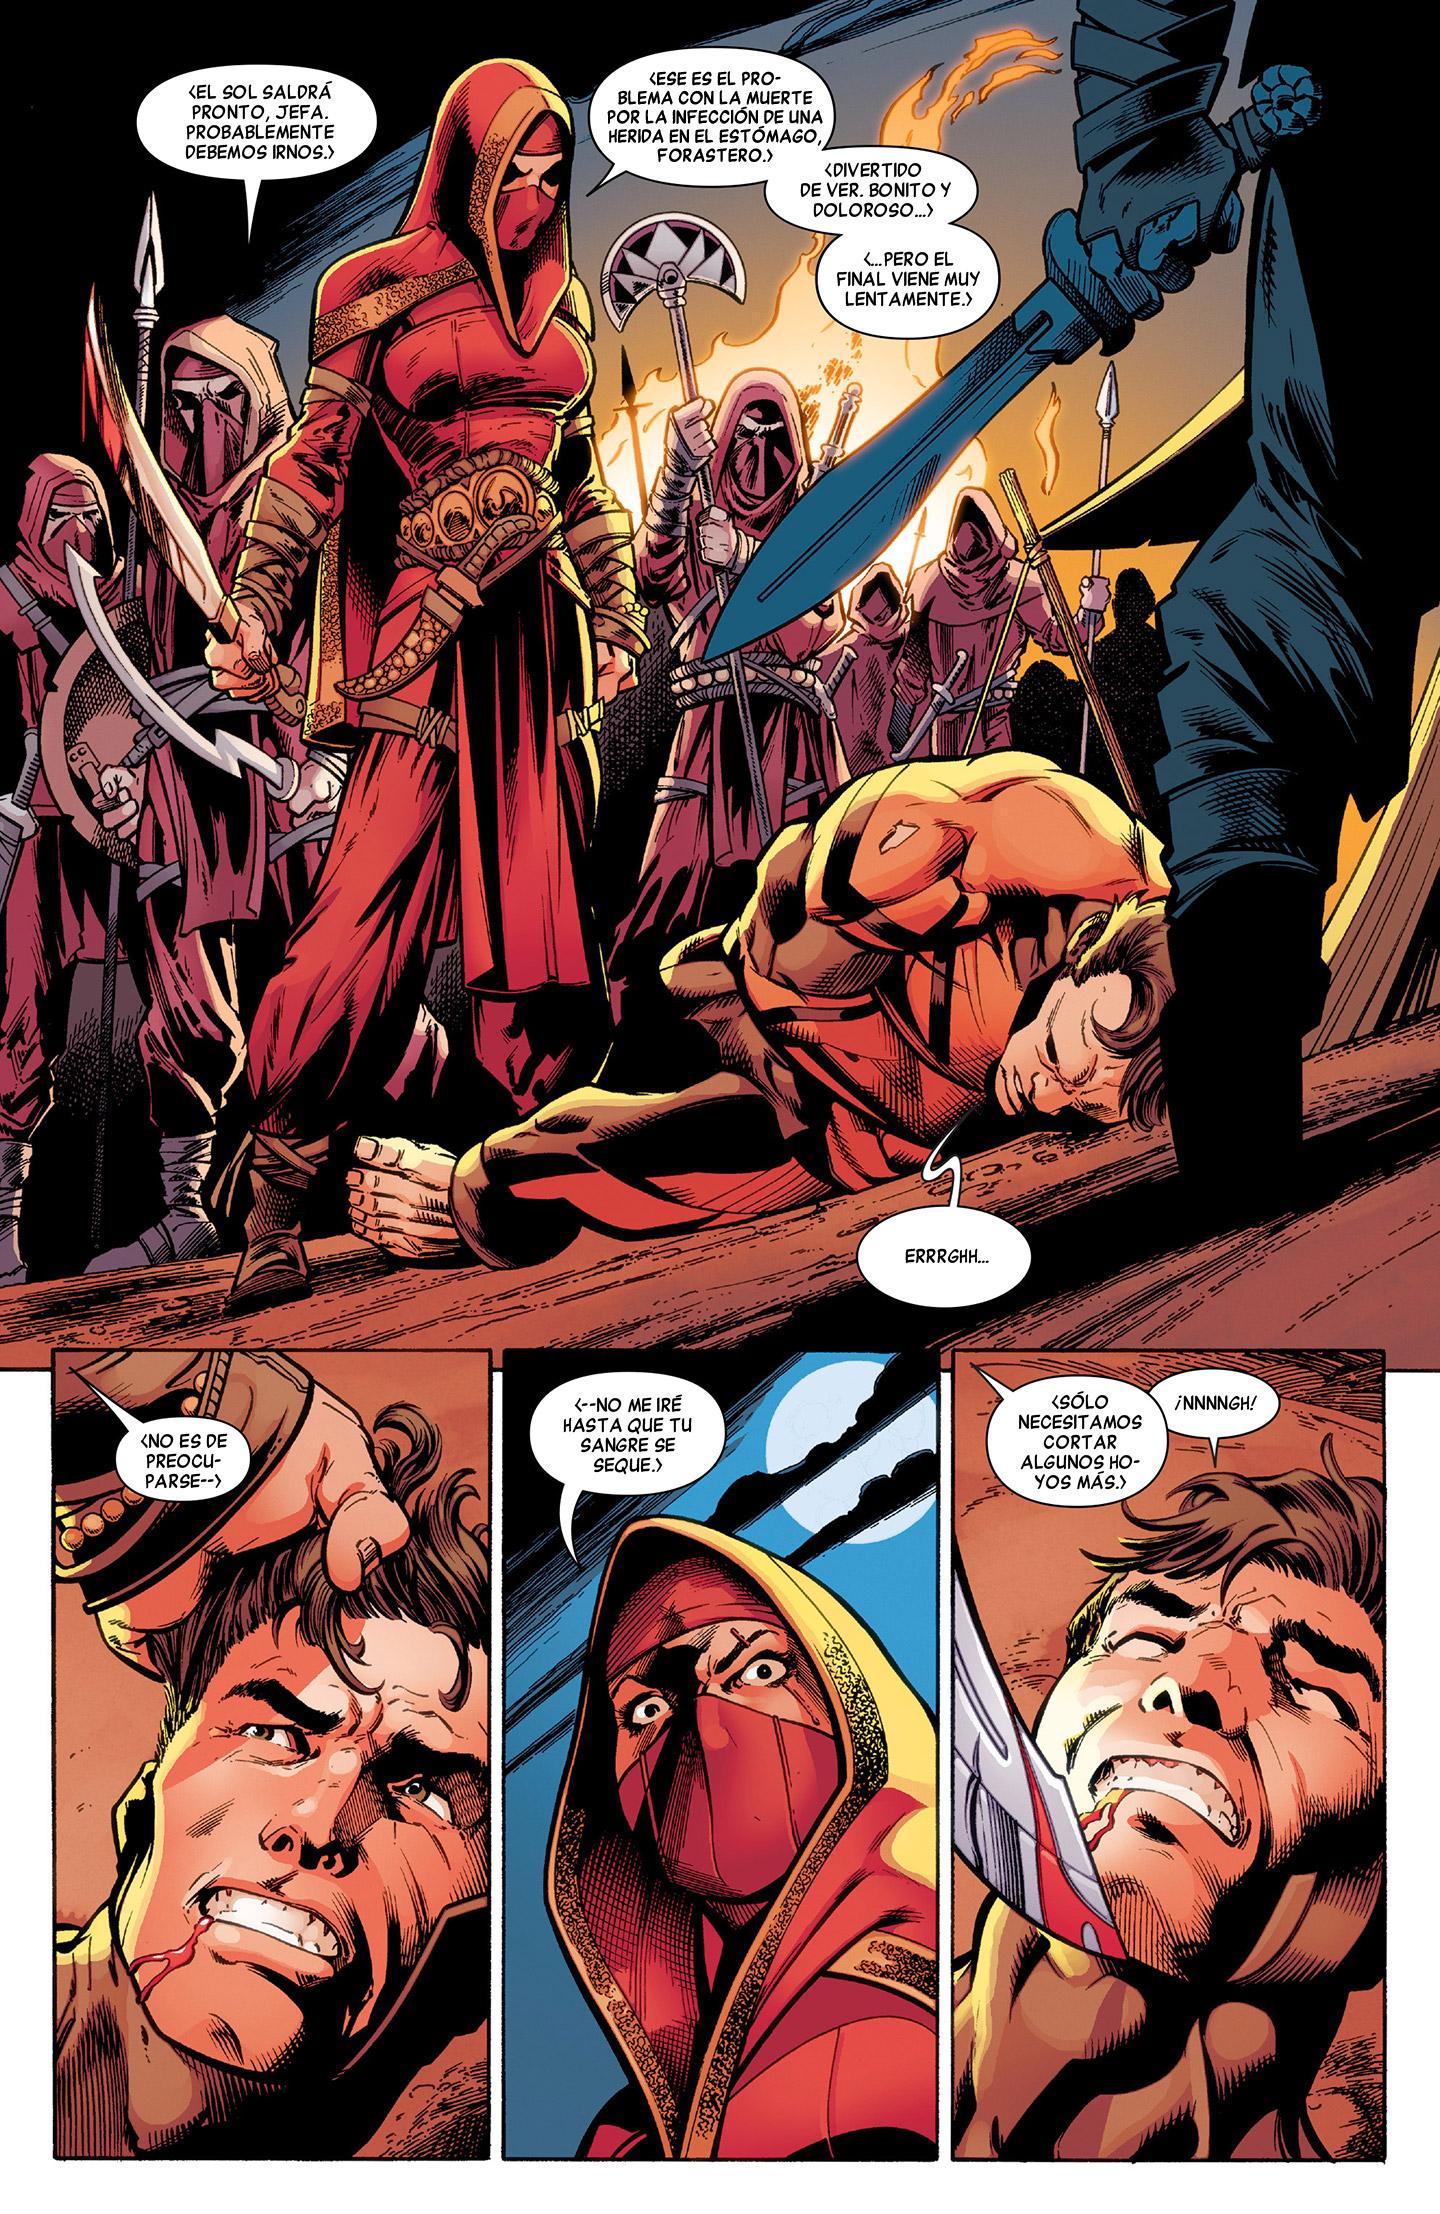 <EL SOL SALDRÁ
PRONTO, JEFA.
PROBABLEMENTE
DEBEMOS IRNOS.>
<ESE ES EL PRO-
BLEMA CON LA MUERTE
POR LA INFECCIÓN DE UNA
HERIDA EN EL ESTÓMAGO,
FORASTERO.>
<DIVERTIDO
DE VER. BONITO Y
DOLOROSO...>
<...PERO EL
FINAL VIENE MUY
LENTAMENTE.>
ERRRGHH...
<NO ES DE
PREOCU-
PARSE-->
<--NO ME IRÉ
HASTA QUE TU
SANGRE SE
SEQUE.>
<SÓLO
NECESITAMOS
CORTAR
ALGUNOS HO-
YOS MÁS.>
¡NNNNGH!